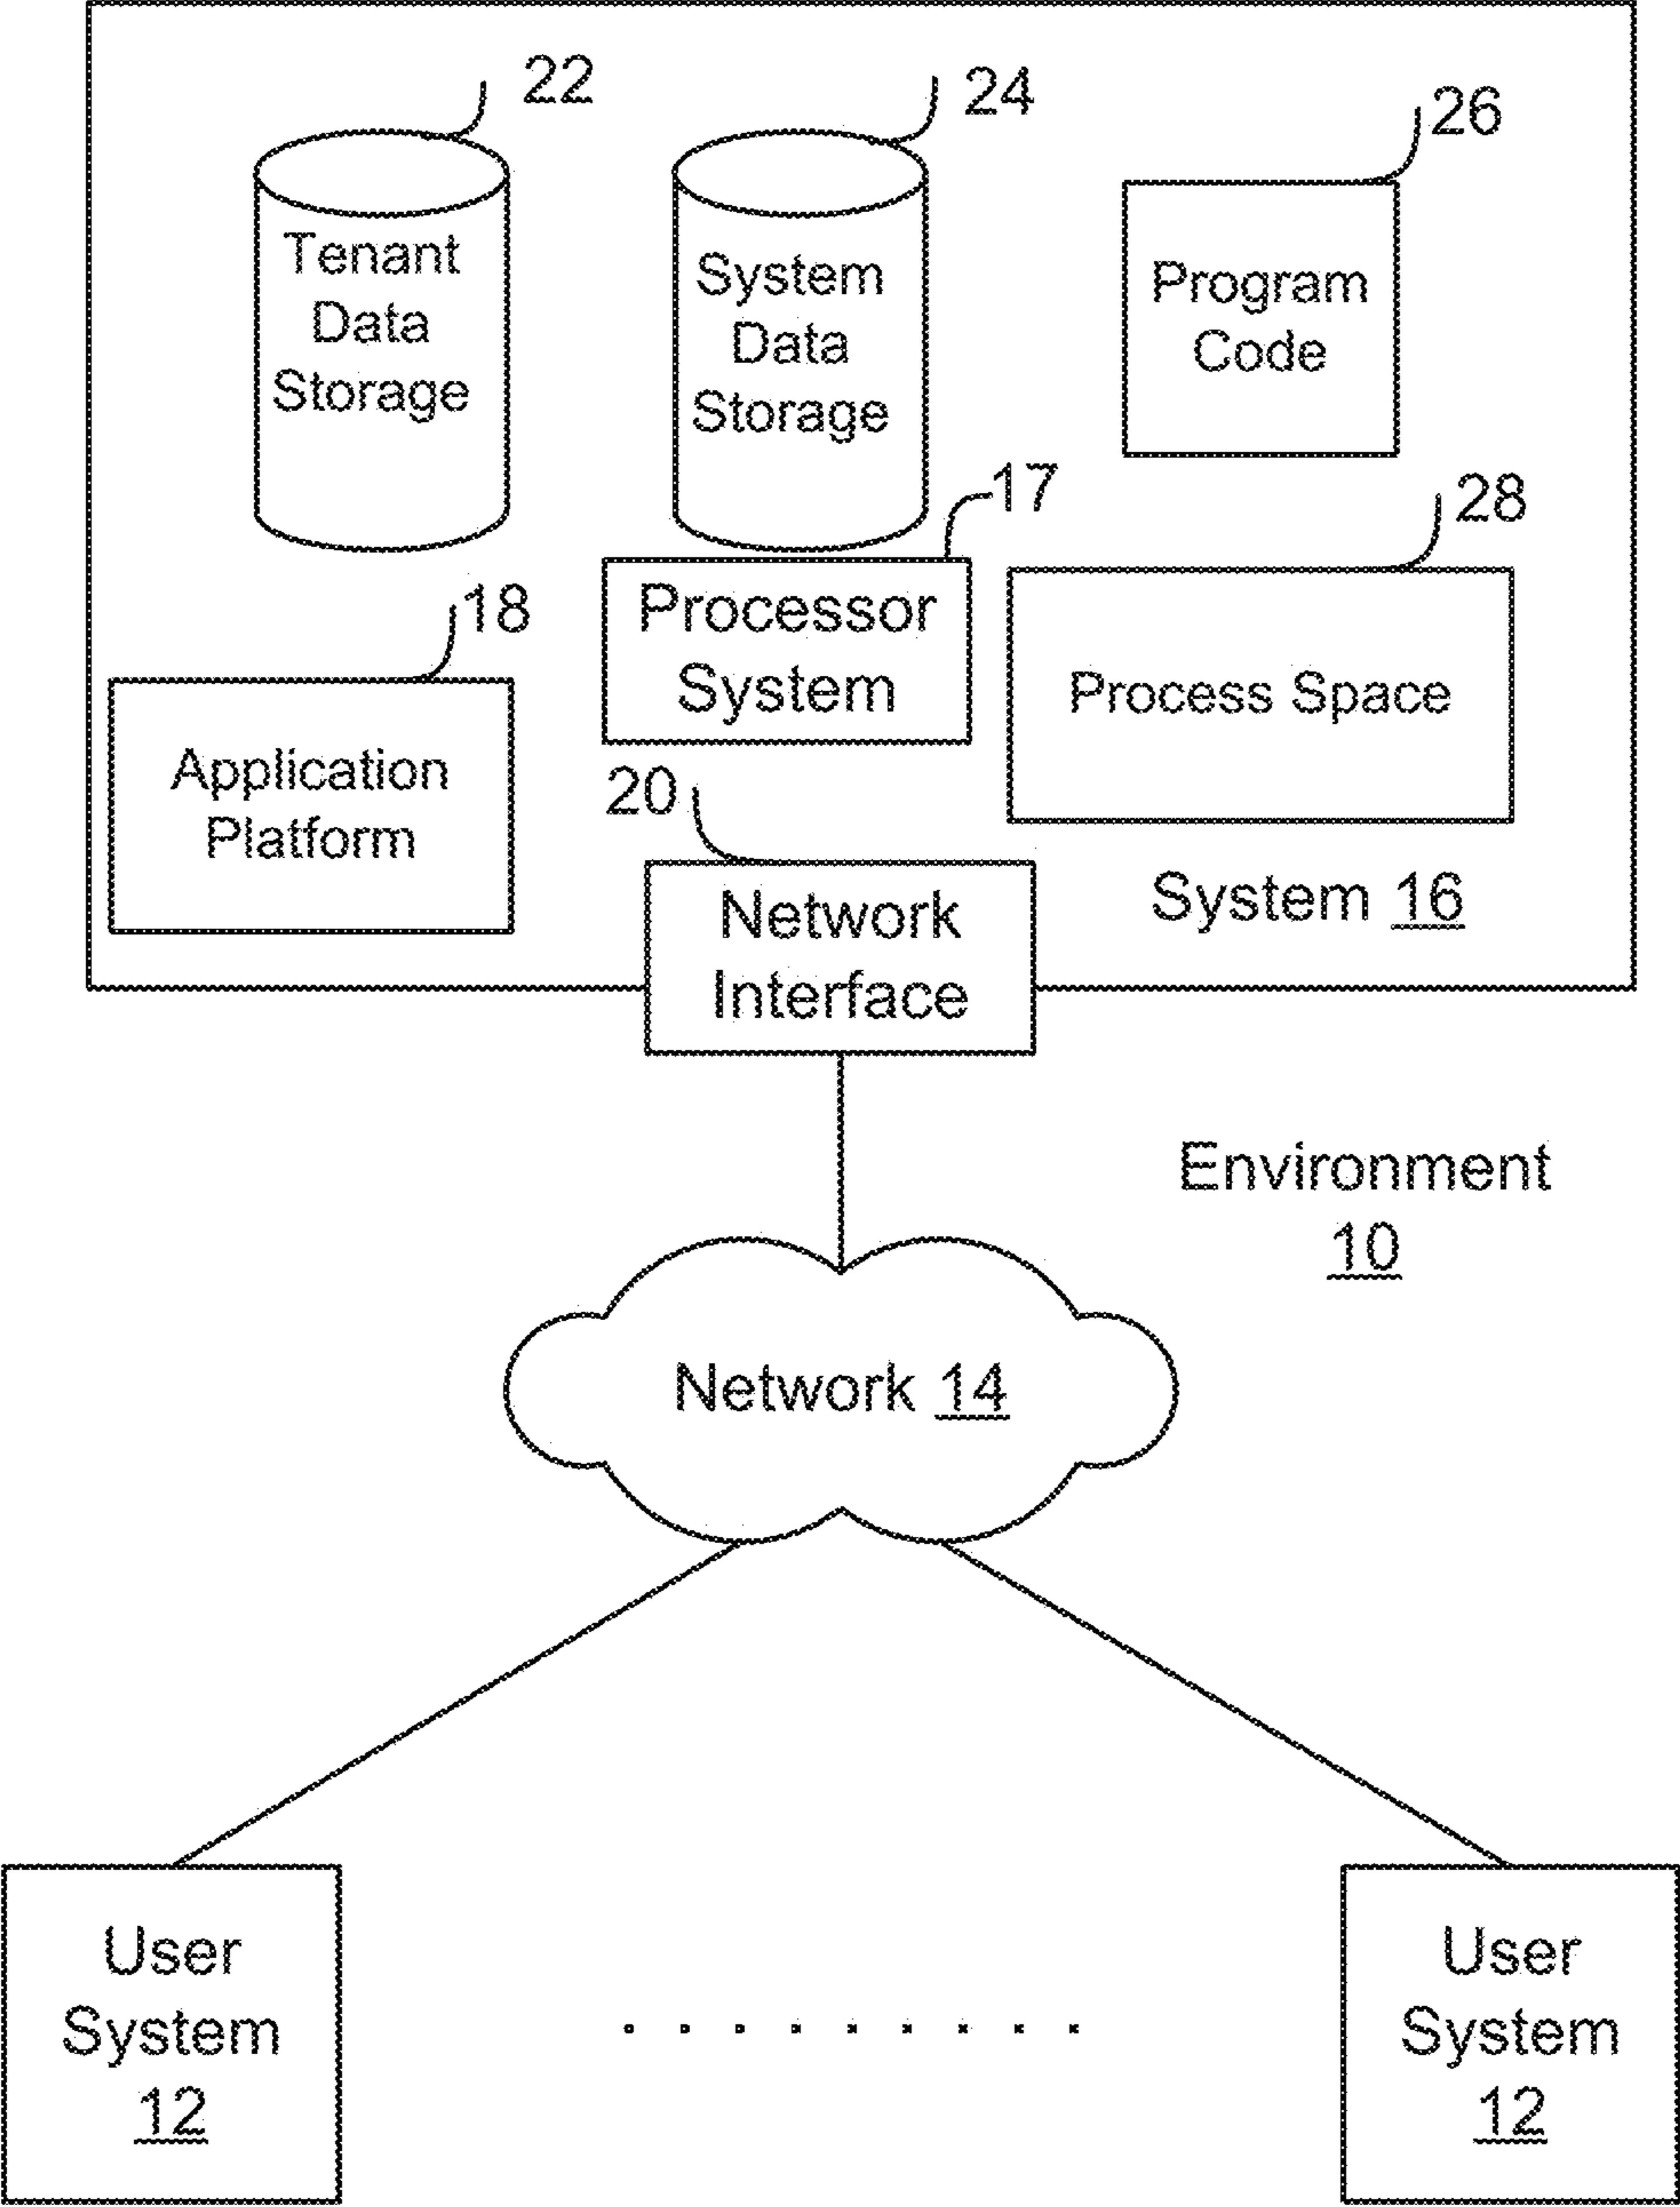 22
24
26
Tenant
Data
Storage
System
Data
Storage
Program
Code
17
28
18
Processor
System
Process Space
Application
Platform
20
Network
Interface
System 16
Environment
10
Network 14
User
System
12
User
System
12